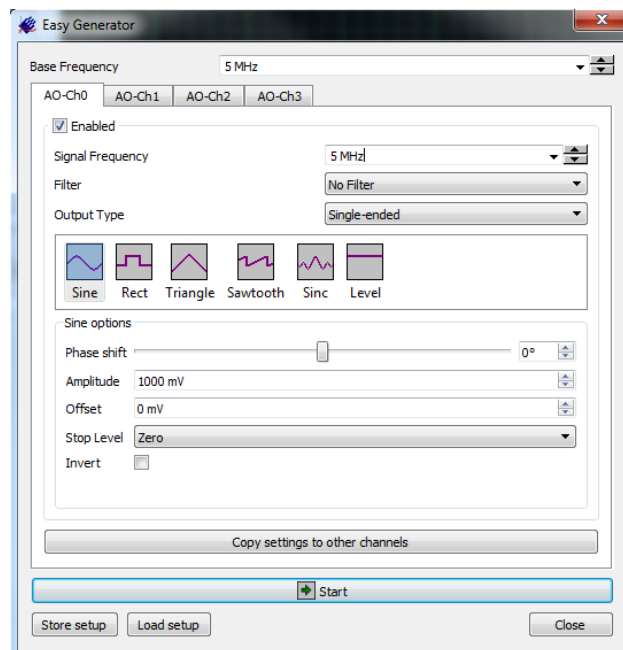 Easy Generator
Base Frequency 5 MHz
AO-Ch0 AO-Ch1 AO-Ch2 AO-Ch3
Enabled
Signal Frequency 5 MHz
Filter No Filter
Output Type Single-ended
Sine Rect Triangle Sawtooth Sinc Level
Sine options
Phase shift 0°
Amplitude 1000 mV
Offset 0 mV
Stop Level Zero
Invert
Copy settings to other channels
Start
Store setup Load setup Close